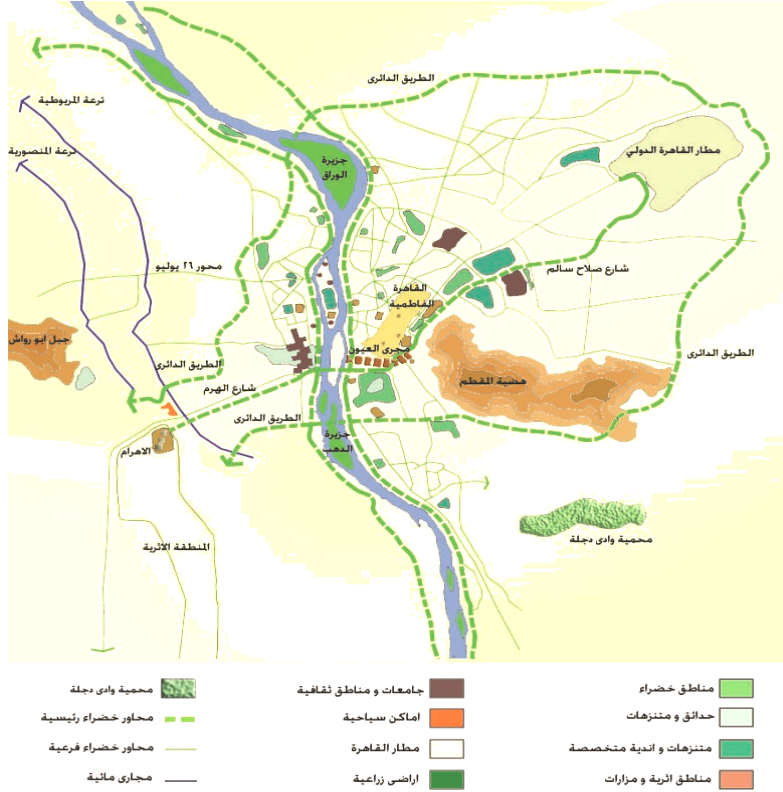 الطريق الدائرى
ترعة المريوطية
ترعة المنصورية
مطار القاهرة الدولي
جزيرة
الوراق
شارع صلاح سالم
محور ٢٦ يوليو
القاهرة
الفاطمية
جبل ابو رواش
مجرى العيون
الطريق الدائرى
الطريق الدائرى
هضبة المقطم
شارع الهرم
الطريق الدائرى
جزيرة
الدهب
الاهرام
محمية وادى دجلة
المنطقة الاثرية
مناطق خضراء
حدائق و متنزهات
متنزهات و اندية متخصصة
مناطق اثرية و مزارات
جامعات و مناطق ثقافية
اماكن سياحية
مطار القاهرة
اراضى زراعية
محمية وادى دجلة
محاور خضراء رئيسية
محاور خضراء فرعية
مجارى مائية